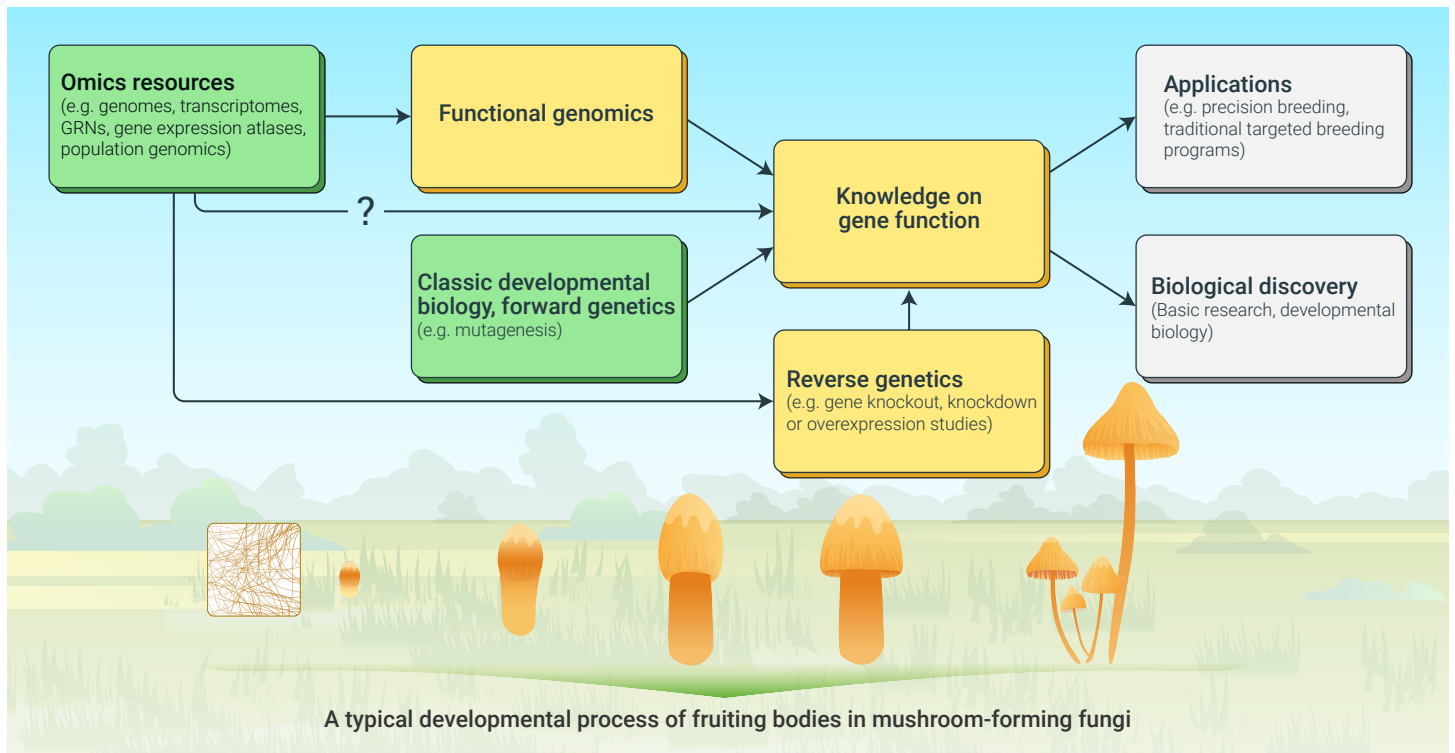 Omics resources
(e.g. genomes, transcriptomes,
GRNs, gene expression atlases,
population genomics)
Functional genomics
Applications
(e.g. precision breeding,
traditional targeted breeding
programs)
Knowledge on
gene function
?
Classic developmental
biology, forward genetics
(e.g. mutagenesis)
Biological discovery
(Basic research, developmental
biology)
Reverse genetics
(e.g. gene knockout, knockdown
or overexpression studies)
A typical developmental process of fruiting bodies in mushroom-forming fungi